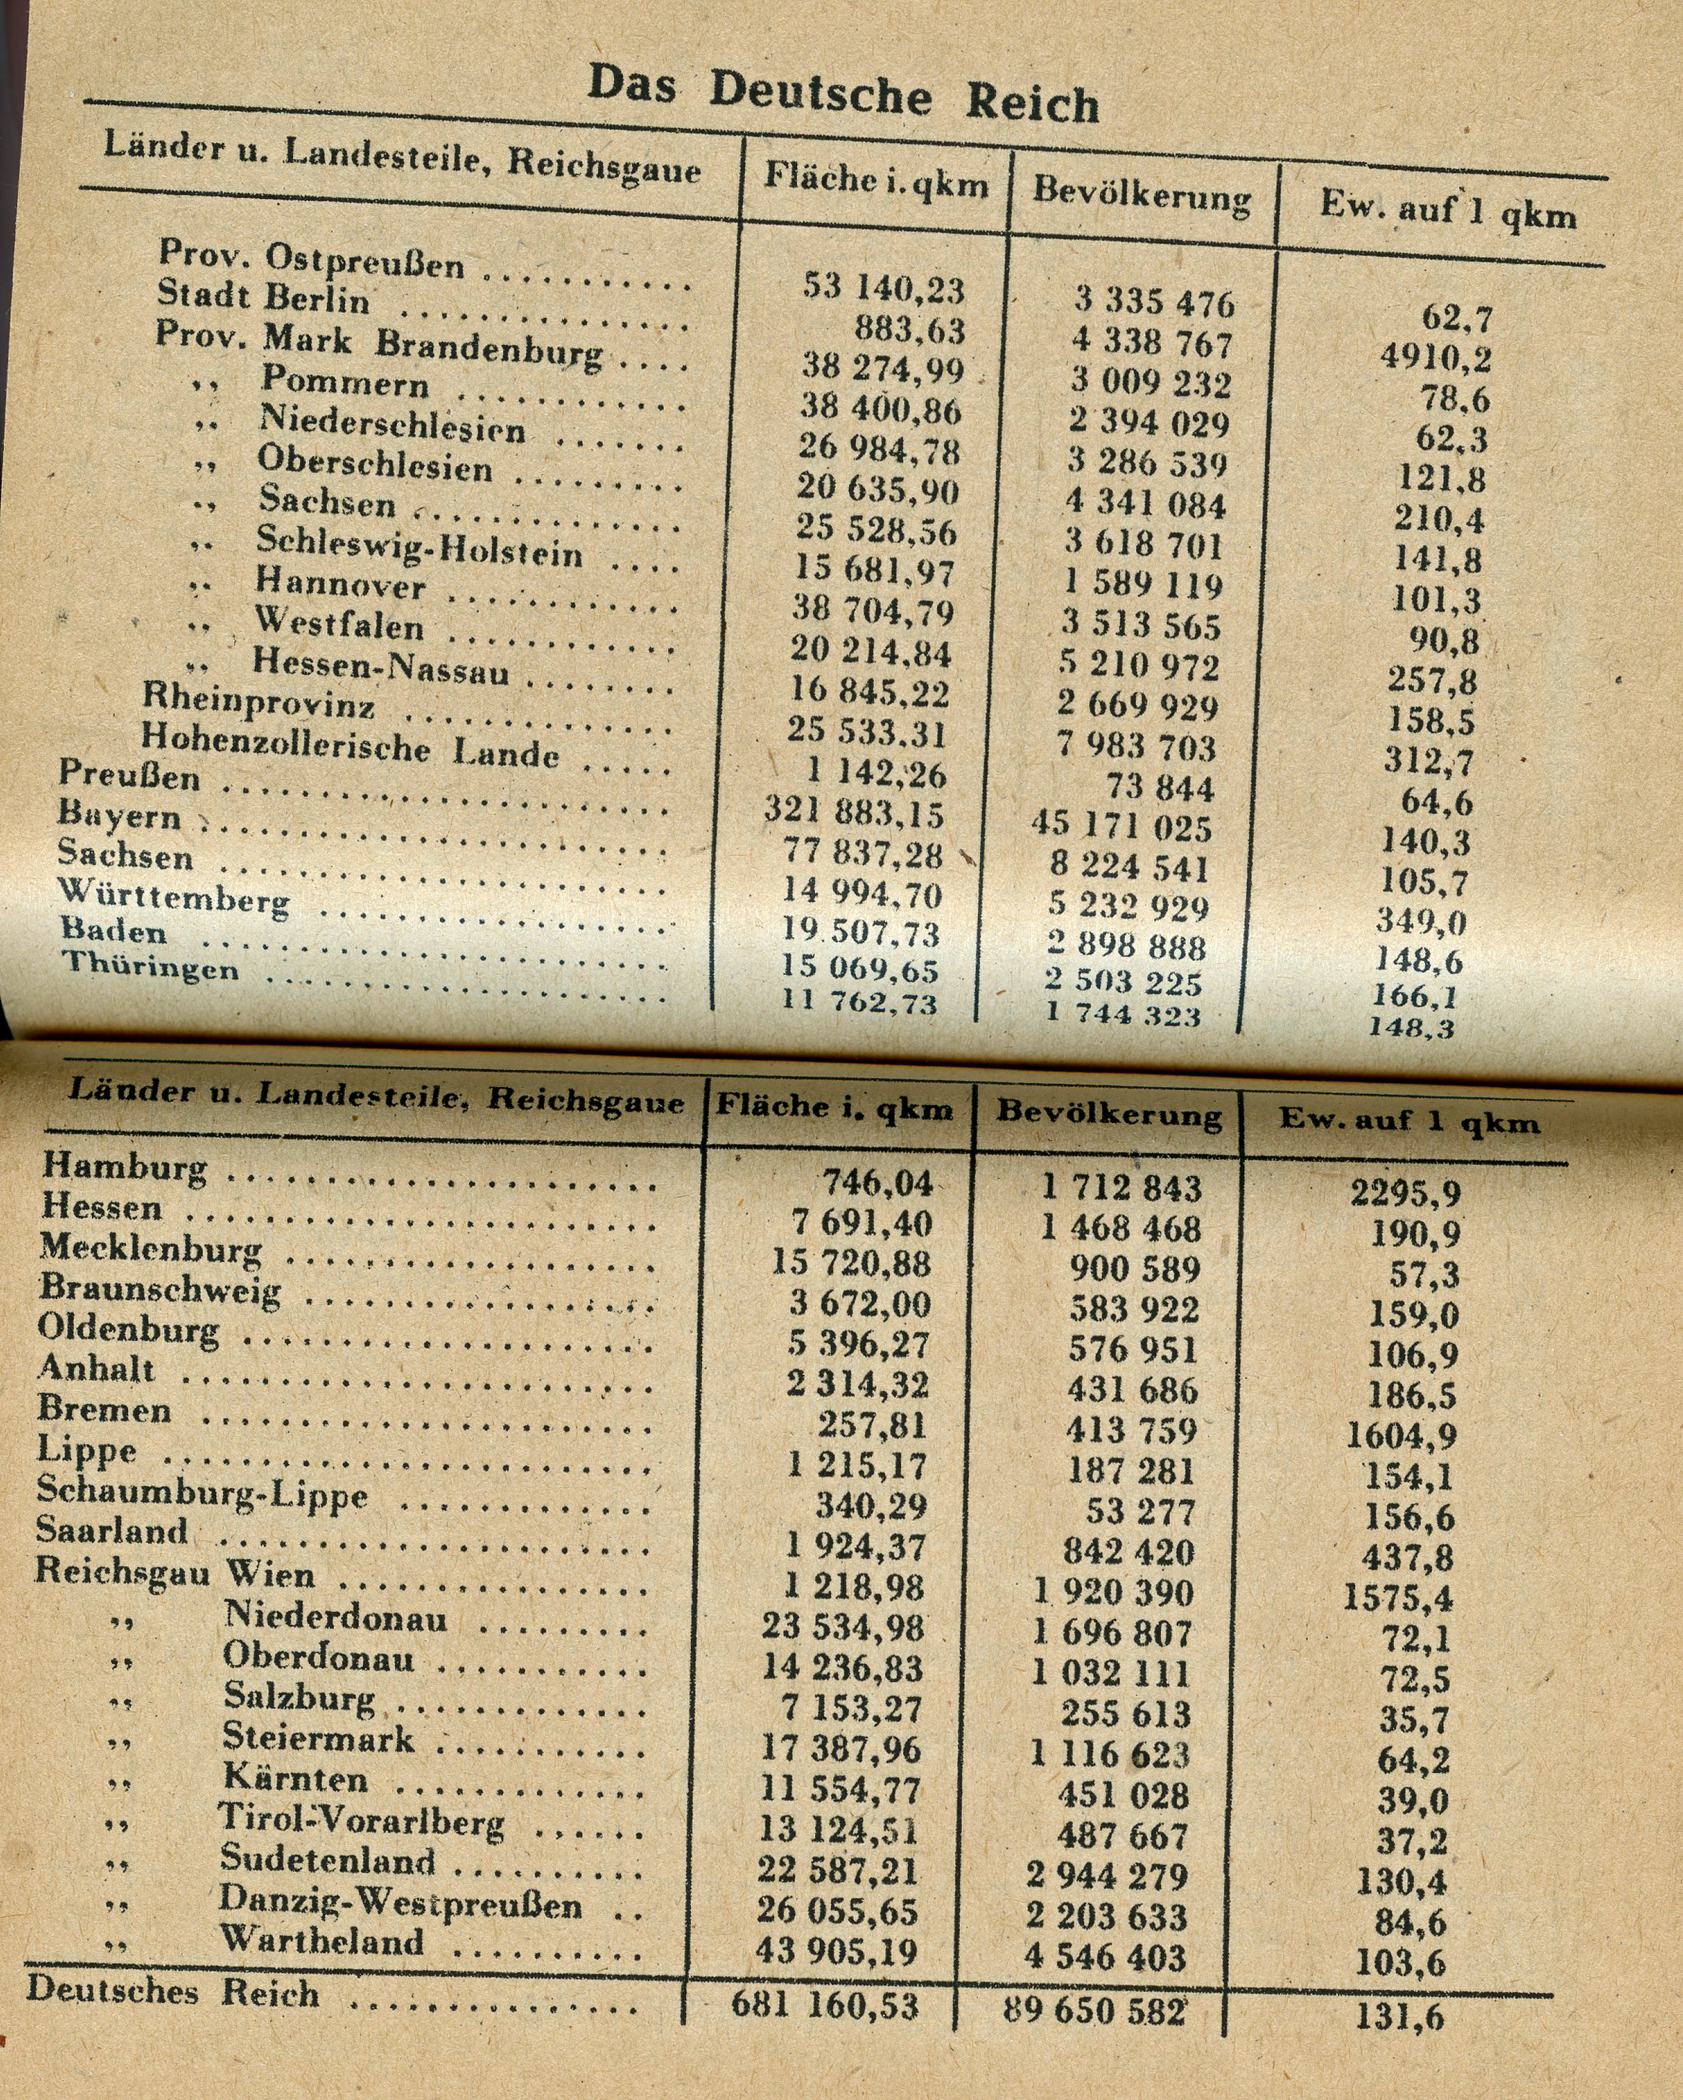 Das Deutsche Reich
Länder u. Landesteile, Reichsgaue Fläche i. qkm Bevölkerung Ew. auf 1 qkm
Prov. Ostpreußen ........... 53 140,23 3 335 476 62,7
Stadt Berlin ............... 883,63 4 338 767 4910,2
Prov. Mark Brandenburg .... 38 274,99 3 009 232 78,6
,, Pommern ............ 38 400,86 2 394 029 62,3
,, Niederschlesien ....... 26 984,78 3 286 539 121,8
,, Oberschlesien ......... 20 635,90 4 341 084 210,4
,, Sachsen .............. 25 528,56 3 618 701 141,8
,, Schleswig-Holstein .... 15 681,97 1 589 119 101,3
,, Hannover ............ 38 704,79 3 513 565 90,8
,, Westfalen ............ 20 214,84 5 210 972 257,8
,, Hessen-Nassau ........ 16 845,22 2 669 929 158,5
Rheinprovinz .............. 25 533,31 7 983 703 312,7
Hohenzollerische Lande ..... 1 142,26 73 844 64,6
Preußen ....................... 321 883,15 45 171 025 140,3
Bayern ........................ 77 837,28 8 224 541 105,7
Sachsen ....................... 14 994,70 5 232 929 349,0
Württemberg .................. 19 507,73 2 898 888 148,6
Baden ........................ 15 069,65 2 503 225 166,1
Thüringen ..................... 11 762,73 1 744 323 148,3
Länder u. Landesteile, Reichsgaue Fläche i. qkm Bevölkerung Ew. auf 1 qkm
Hamburg ...................... 746,04 1 712 843 2295,9
Hessen ........................ 7 691,40 1 468 468 190,9
Mecklenburg ................... 15 720,88 900 589 57,3
Braunschweig .................. 3 672,00 583 922 159,0
Oldenburg ..................... 5 396,27 576 951 106,9
Anhalt ........................ 2 314,32 431 686 186,5
Bremen ....................... 257,81 413 759 1604,9
Lippe ......................... 1 215,17 187 281 154,1
Schaumburg-Lippe ............. 340,29 53 277 156,6
Saarland ...................... 1 924,37 842 420 437,8
Reichsgau Wien ................ 1 218,98 1 920 390 1575,4
,, Niederdonau ......... 23 534,98 1 696 807 72,1
,, Oberdonau ........... 14 236,83 1 032 111 72,5
,, Salzburg ............. 7 153,27 255 613 35,7
,, Steiermark ........... 17 387,96 1 116 623 64,2
,, Kärnten ............. 11 554,77 451 028 39,0
,, Tirol-Vorarlberg ...... 13 124,51 487 667 37,2
,, Sudetenland .......... 22 587,21 2 944 279 130,4
,, Danzig-Westpreußen .. 26 055,65 2 203 633 84,6
,, Wartheland .......... 43 905,19 4 546 403 103,6
Deutsches Reich ............... 681 160,53 89 650 582 131,6